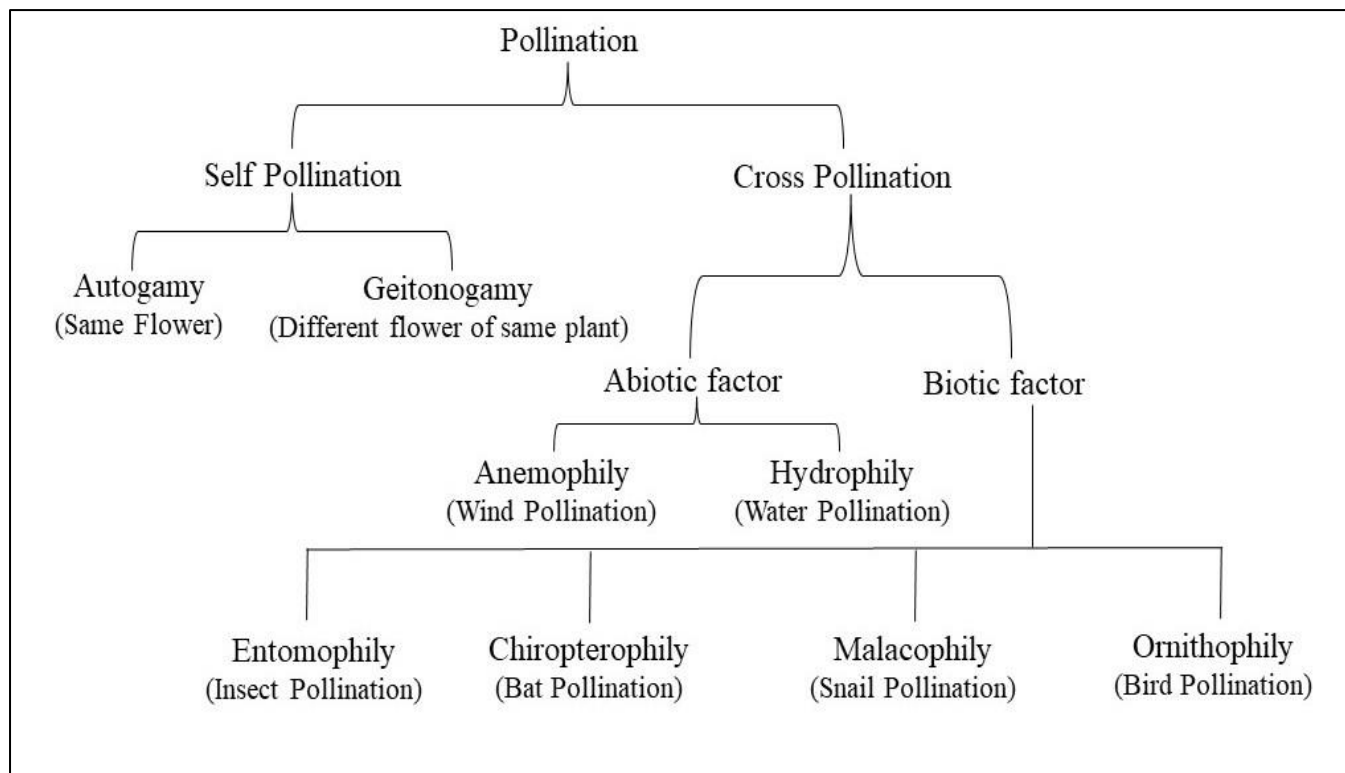 Pollination
Self Pollination
Cross Pollination
Autogamy
(Same Flower)
Geitonogamy
(Different flower of same plant)
Abiotic factor
Biotic factor
Anemophily
(Wind Pollination)
Hydrophily
(Water Pollination)
Entomophily
(Insect Pollination)
Chiropterophily
(Bat Pollination)
Malacophily
(Snail Pollination)
Ornithophily
(Bird Pollination)